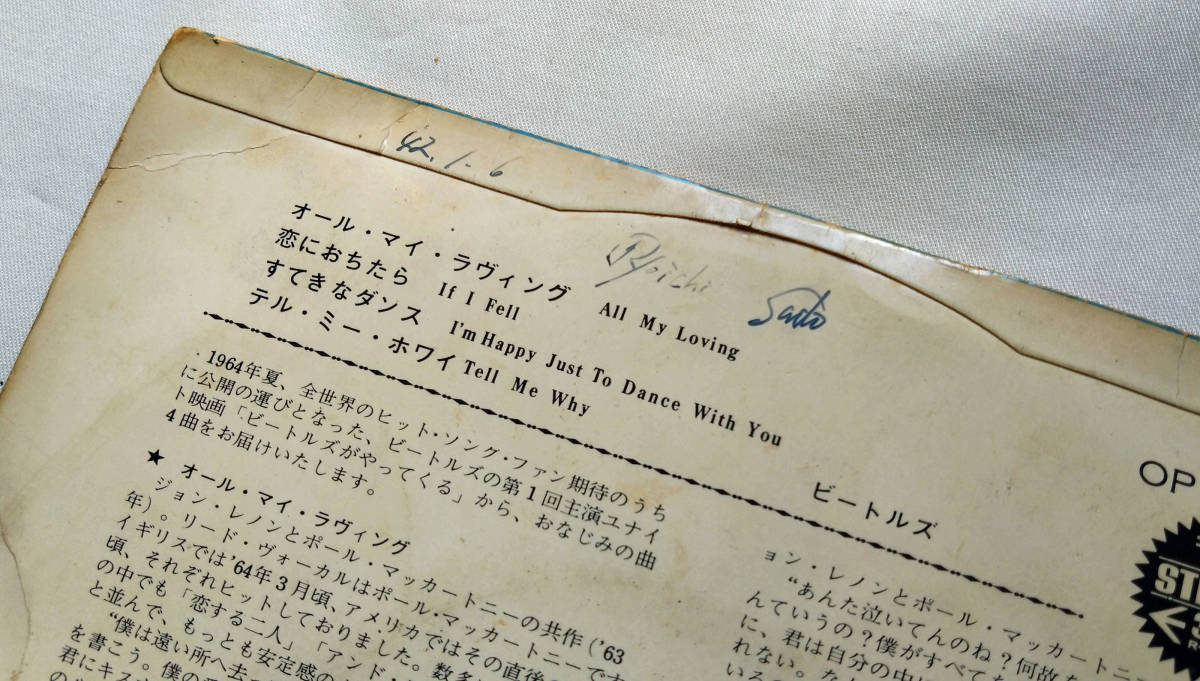 42.1-6
Ryoichi Saito
オール・マイ・ラヴィング All My Loving
恋におちたら If I Fell
すてきなダンス I'm Happy Just To Dance With You
テル・ミー・ホワイ Tell Me Why
ビートルズ
OP
1964年夏、全世界のヒット・ソング・ファン期待のうち
に公開の運びとなった、ビートルズの第1回主演ユナイ
ト映画「ビートルズがやってくる」から、おなじみの曲
4曲をお届けいたします。
★ オール・マイ・ラヴィング
ジョン・レノンとポール・マッカートニーの共作('63
年)。リード・ヴォーカルはポール・マッカートニーです
イギリスでは'64年3月頃、アメリカではその直後の
頃、それぞれヒットしておりました。数多
の中でも「恋する二人」「アンド・
と並んで、もっとも安定感の
“僕は遠い所へ去っ
を書こう。僕の
君にキス
ョン・レノンとポール・マッカートニー
“あんた泣いてんのね?何故
んていうの?僕がすべて
に、君は自分の中
れない。な
いる
ST